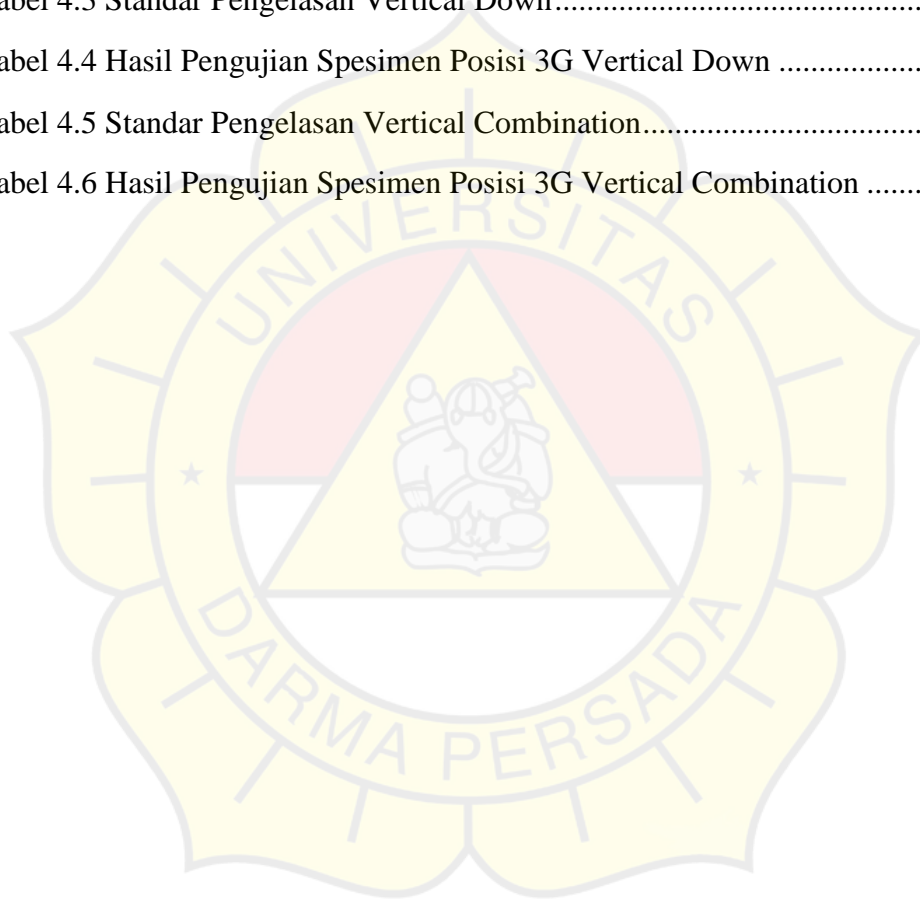 abel 4.3 Standar Pengelasan Vertical Down...............................................
abel 4.4 Hasil Pengujian Spesimen Posisi 3G Vertical Down ..................
abel 4.5 Standar Pengelasan Vertical Combination...................................
abel 4.6 Hasil Pengujian Spesimen Posisi 3G Vertical Combination .......
UNIVERSITAS
DARMA PERSADA